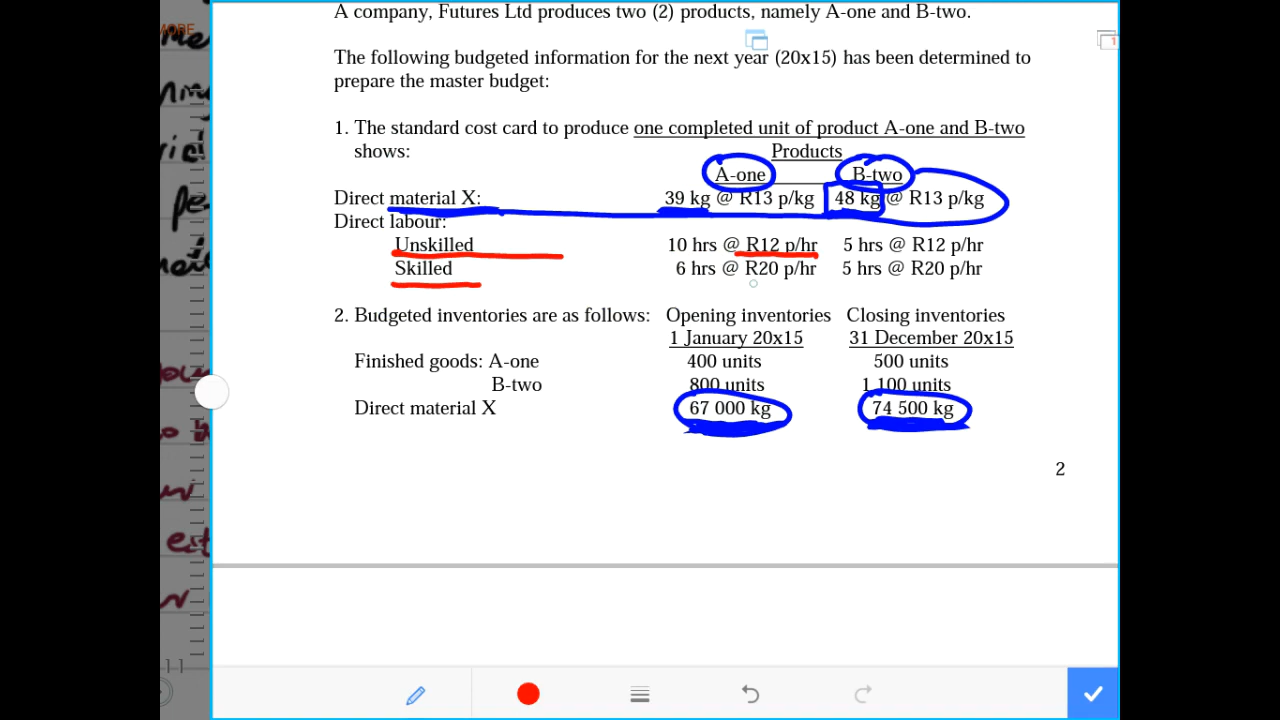 A company, Futures Ltd produces two (2) products, namely A-one and B-two.
The following budgeted information for the next year (20x15) has been determined to
prepare the master budget:
1. The standard cost card to produce one completed unit of product A-one and B-two
shows: Products
A-one B-two
Direct material X: 39 kg @ R13 p/kg 48 kg @ R13 p/kg
Direct labour:
Unskilled 10 hrs @ R12 p/hr 5 hrs @ R12 p/hr
Skilled 6 hrs @ R20 p/hr 5 hrs @ R20 p/hr
2. Budgeted inventories are as follows: Opening inventories Closing inventories
1 January 20x15 31 December 20x15
Finished goods: A-one 400 units 500 units
B-two 800 units 1 100 units
Direct material X 67 000 kg 74 500 kg
2